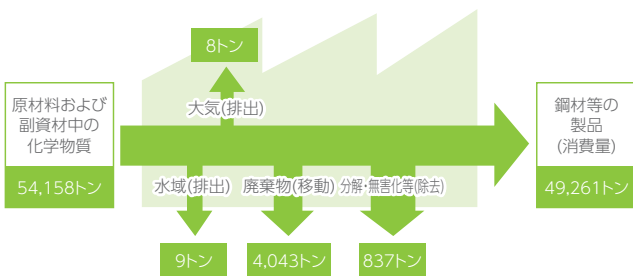 8トン
大気(排出)
原材料および
副資材中の
化学物質
54,158トン
鋼材等の
製品
(消費量)
49,261トン
水域(排出)
廃棄物(移動)
分解・無害化等(除去)
9トン
4,043トン
837トン